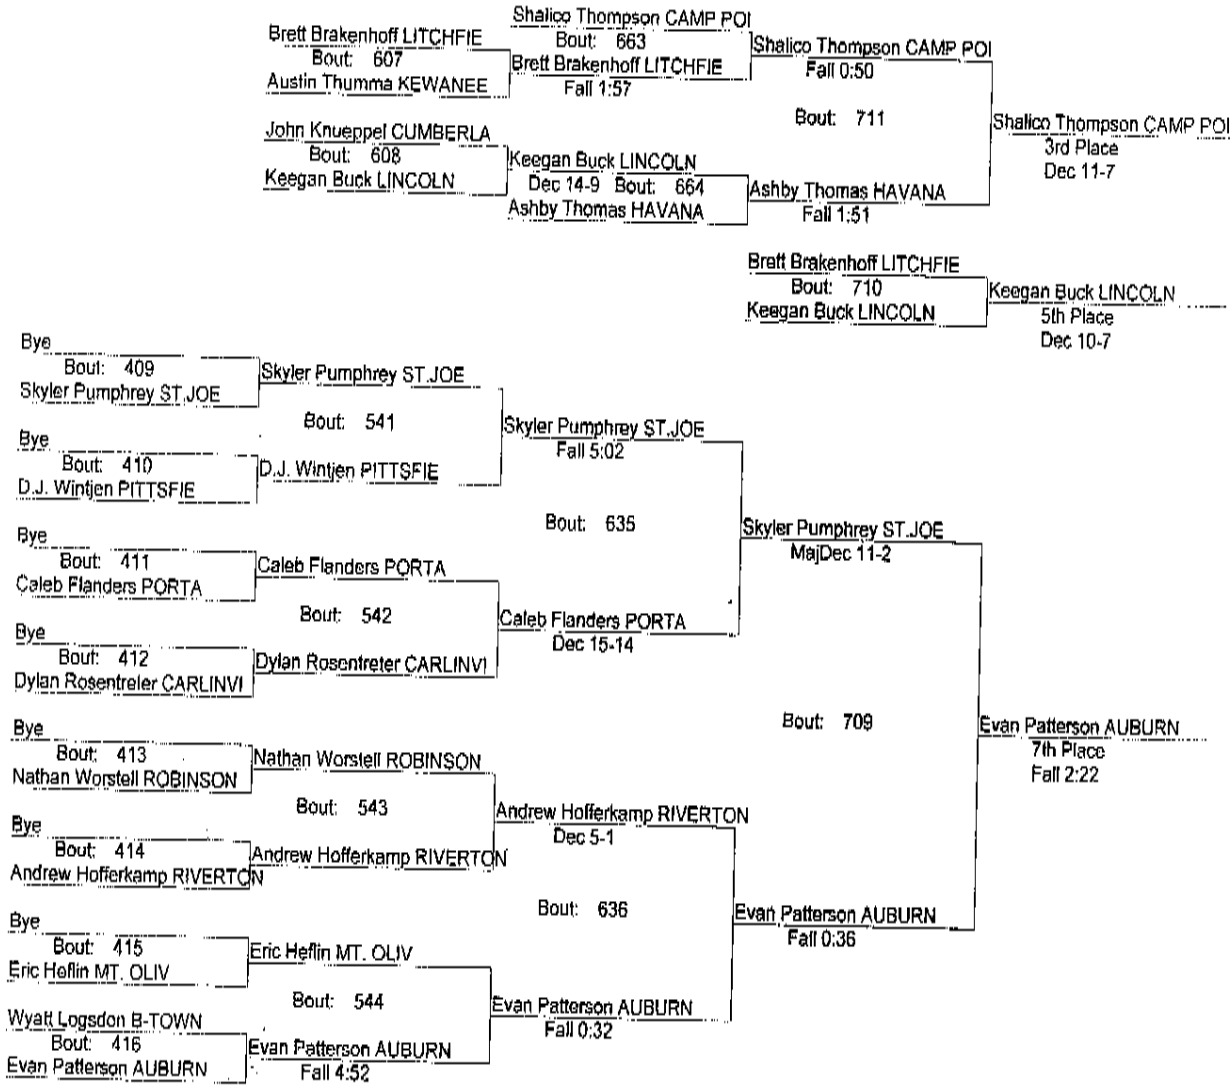 Shalico Thompson CAMP POI
Brett Brakenhoff LITCHFIE
Bout: 663
Shalico Thompson CAMP POI
Bout: 607
Brett Brakenhoff LITCHFIE
Fall 0:50
Austin Thumma KEWANEE
Fall 1:57
Bout: 711
Shalico Thompson CAMP POI
John Knueppel CUMBERLA
3rd Place
Bout: 608
Keegan Buck LINCOLN
Dec 11-7
Keegan Buck LINCOLN
Dec 14-9 Bout: 664
Ashby Thomas HAVANA
Ashby Thomas HAVANA
Fall 1:51
Brett Brakenhoff LITCHFIE
Bout: 710
Keegan Buck LINCOLN
Keegan Buck LINCOLN
5th Place
Dec 10-7
Bye
Bout: 409
Skyler Pumphrey ST.JOE
Skyler Pumphrey ST.JOE
Bout: 541
Skyler Pumphrey ST.JOE
Fall 5:02
Bye
Bout: 410
D.J. Wintjen PITTSFIE
D.J. Wintjen PITTSFIE
Bout: 635
Skyler Pumphrey ST.JOE
MajDec 11-2
Bye
Bout: 411
Caleb Flanders PORTA
Caleb Flanders PORTA
Bout: 542
Caleb Flanders PORTA
Dec 15-14
Bye
Bout: 412
Dylan Rosentreter CARLINVI
Dylan Rosentreter CARLINVI
Bout: 709
Evan Patterson AUBURN
7th Place
Fall 2:22
Bye
Bout: 413
Nathan Worstell ROBINSON
Nathan Worstell ROBINSON
Bout: 543
Andrew Hofferkamp RIVERTON
Dec 5-1
Bye
Bout: 414
Andrew Hofferkamp RIVERTON
Andrew Hofferkamp RIVERTON
Bout: 636
Evan Patterson AUBURN
Fall 0:36
Bye
Bout: 415
Eric Heflin MT. OLIV
Eric Heflin MT. OLIV
Bout: 544
Evan Patterson AUBURN
Fall 0:32
Wyatt Logsdon B-TOWN
Bout: 416
Evan Patterson AUBURN
Evan Patterson AUBURN
Fall 4:52